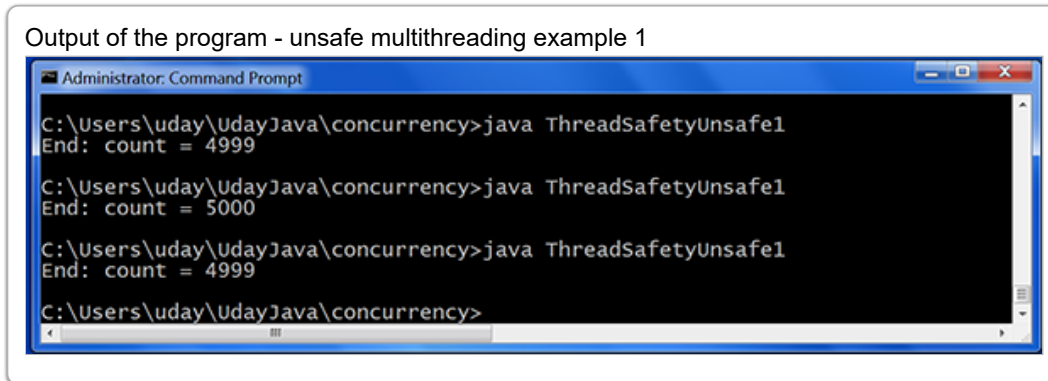 Output of the program - unsafe multithreading example 1
Administrator: Command Prompt
C:\Users\uday\UdayJava\concurrency>java ThreadSafetyUnsafe1
End: count = 4999
C:\Users\uday\UdayJava\concurrency>java ThreadSafetyUnsafe1
End: count = 5000
C:\Users\uday\UdayJava\concurrency>java ThreadSafetyUnsafe1
End: count = 4999
C:\Users\uday\UdayJava\concurrency>